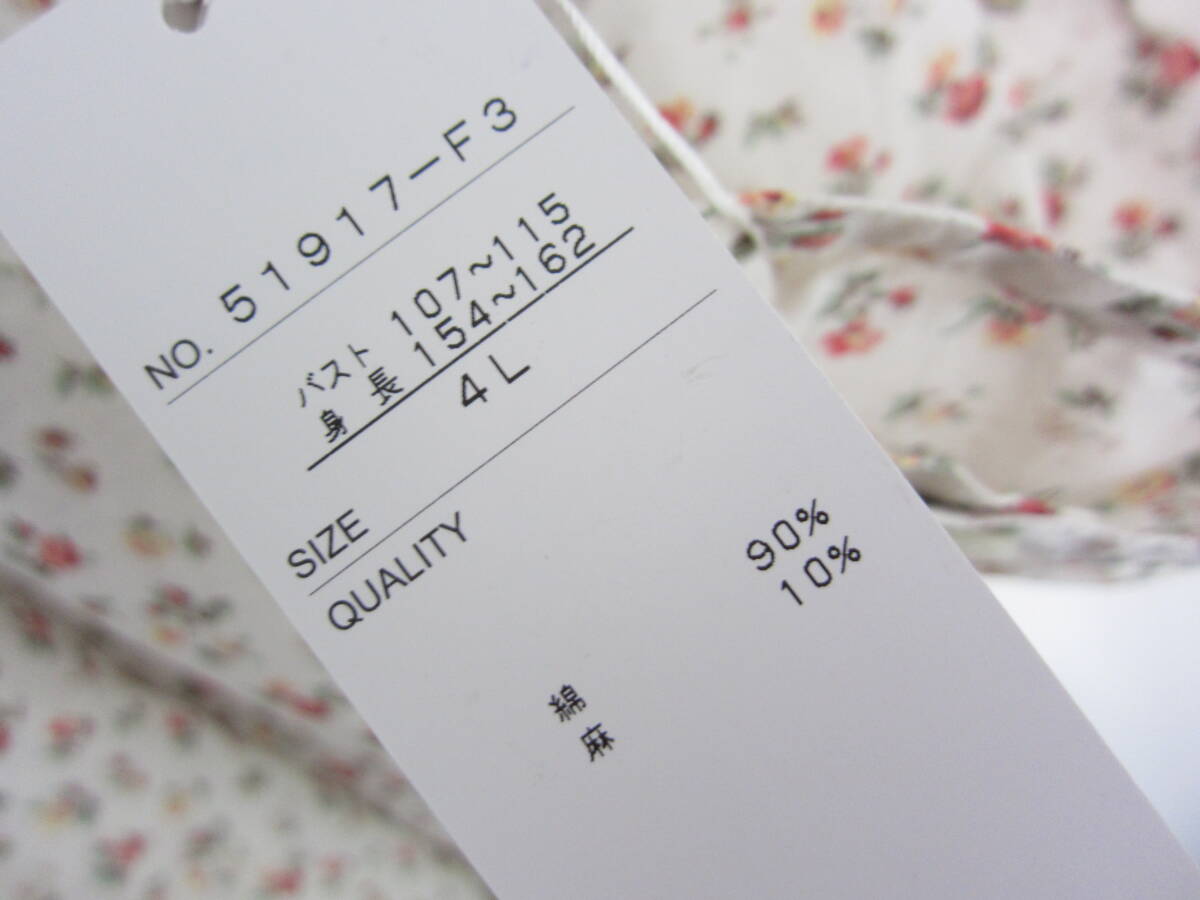 NO. 51917-F3
バスト 107~115
身長 154~162
4L
SIZE
QUALITY
綿 90%
麻 10%